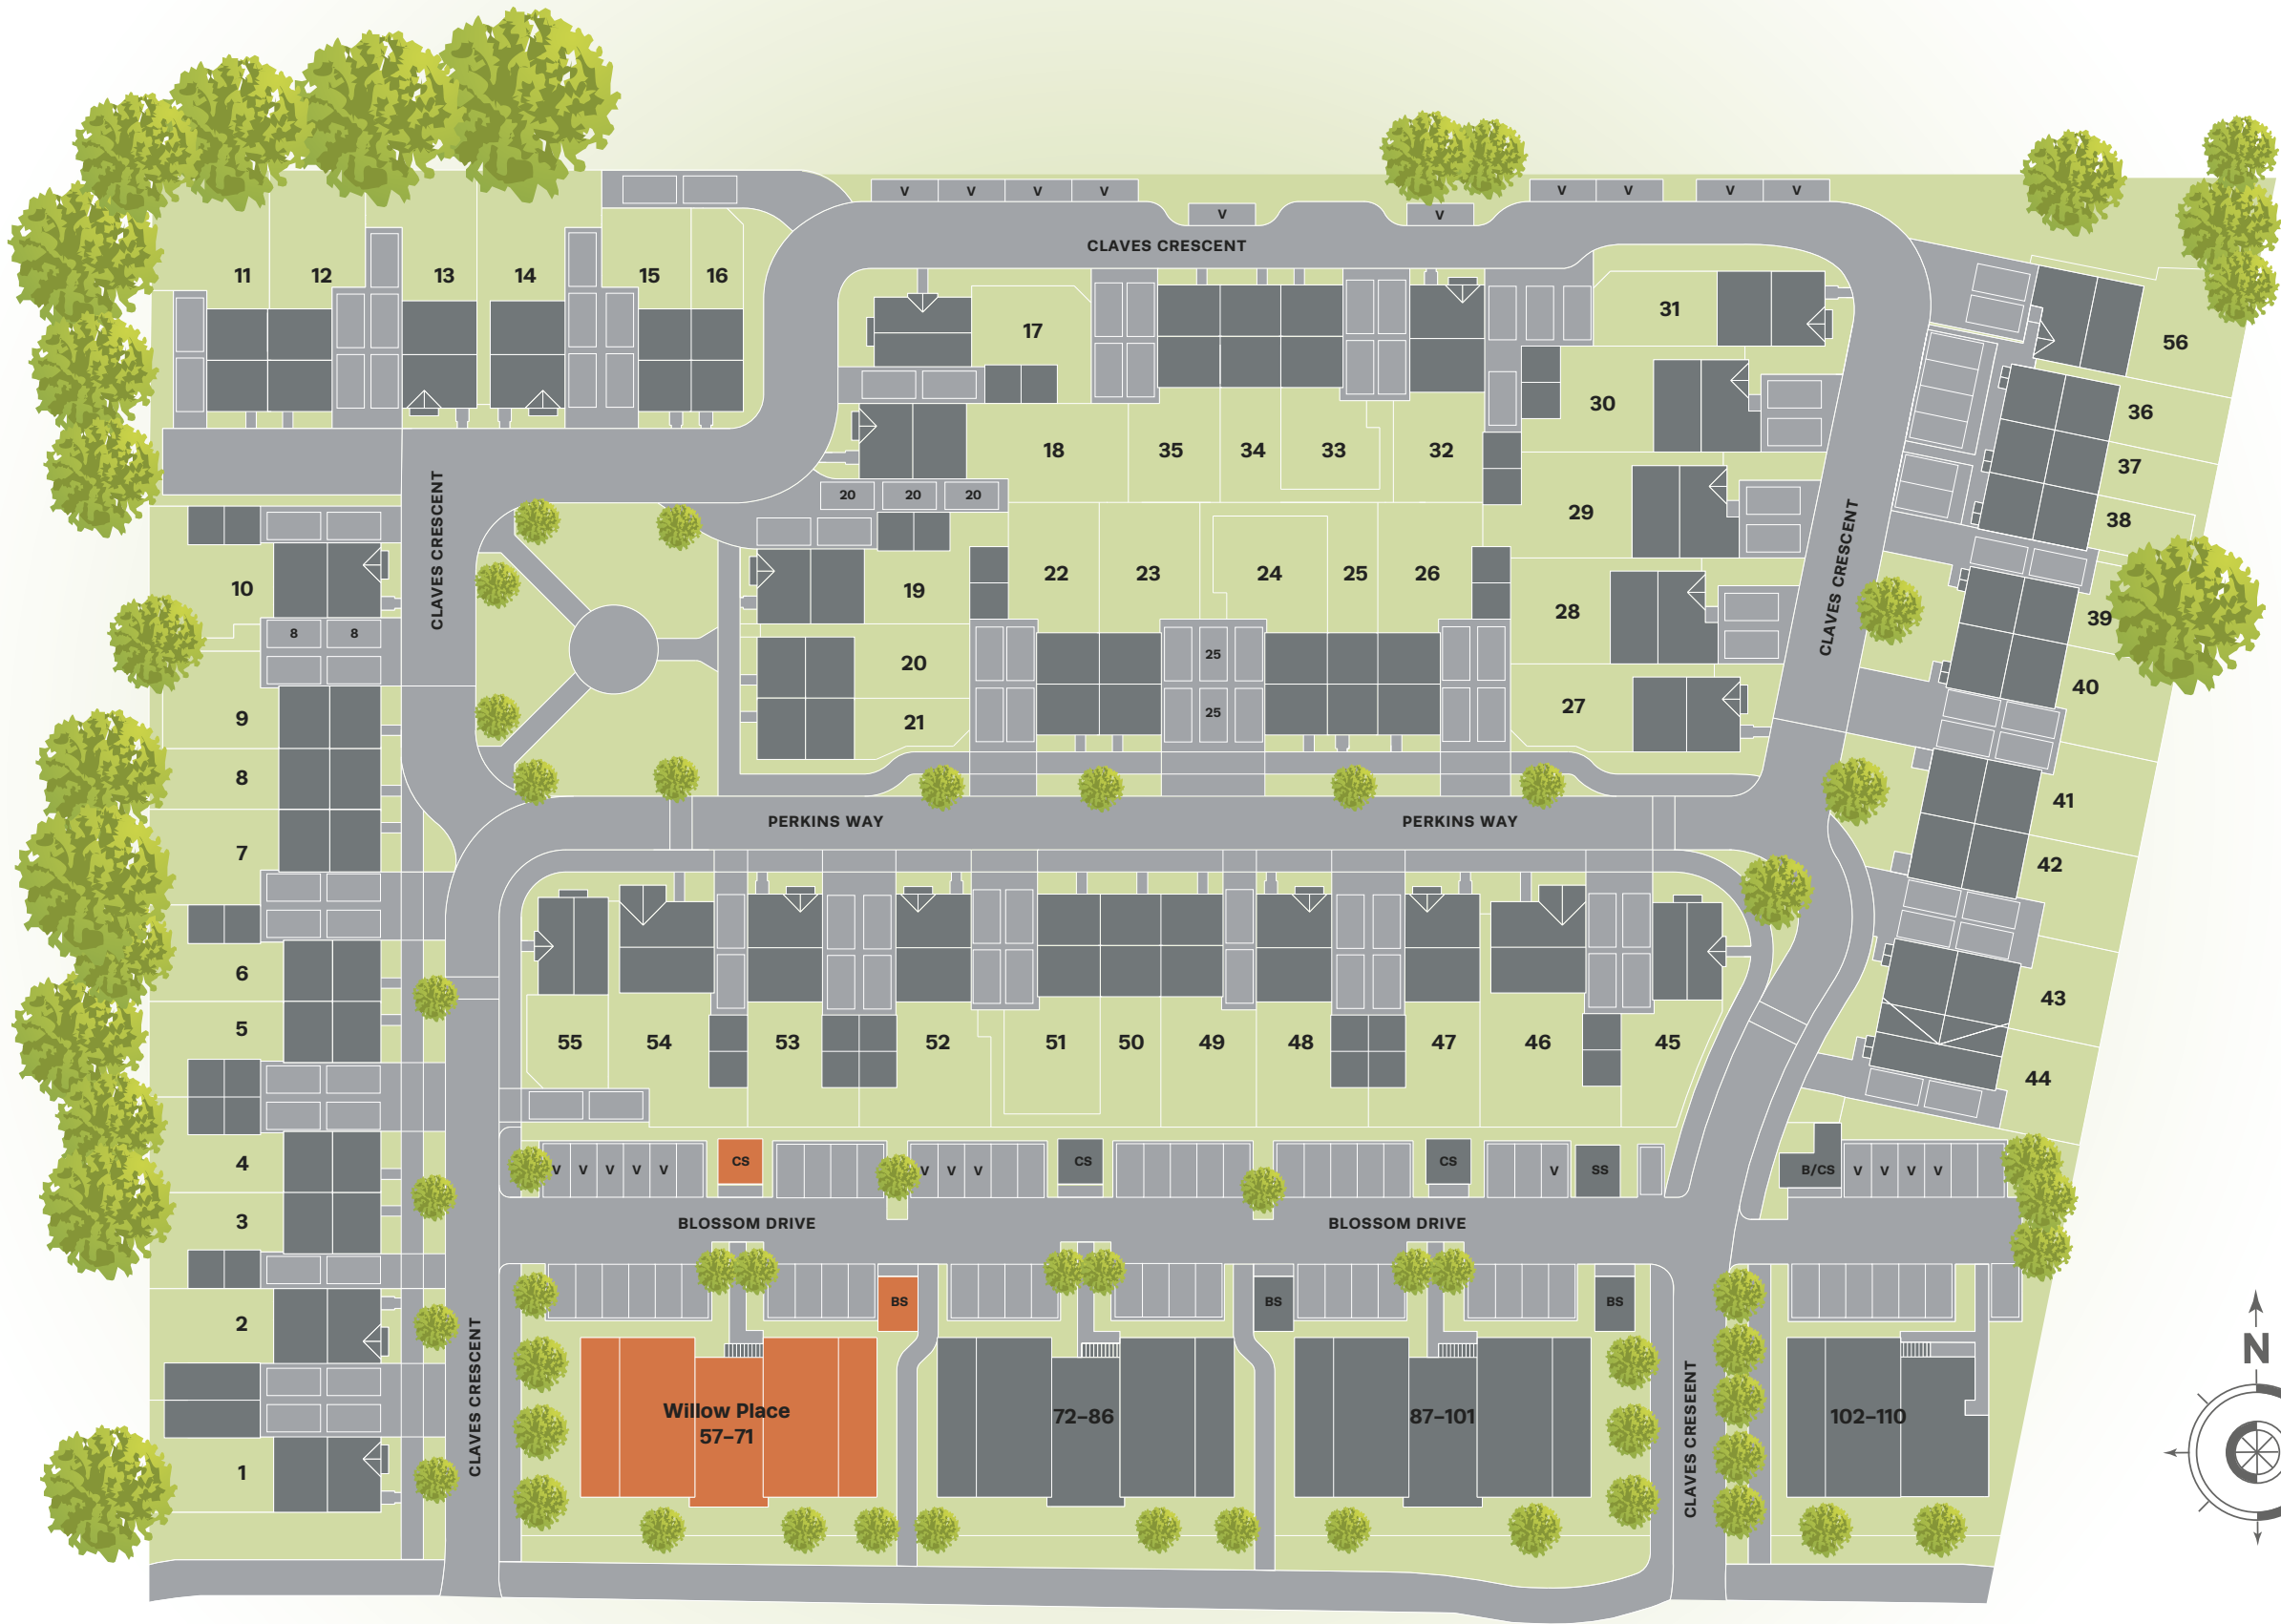 V V V V
V
V
V V
V V
CLAVES CRESCENT
11
12
13
14
15
16
17
31
56
30
36
18
35
34
33
32
37
20
20
20
29
38
CLAVES CRESCENT
CLAVES CRESCENT
10
8
8
19
22
23
24
25
26
28
39
20
25
40
9
21
25
27
8
41
PERKINS WAY
PERKINS WAY
7
42
6
43
5
55
54
53
52
51
50
49
48
47
46
45
44
4
V V V V V
CS
V V V
CS
CS
V
SS
B/CS
V V V V
3
BLOSSOM DRIVE
BLOSSOM DRIVE
2
BS
BS
BS
N
CLAVES CRESCENT
Willow Place
57–71
72–86
87–101
CLAVES CRESEENT
102–110
1